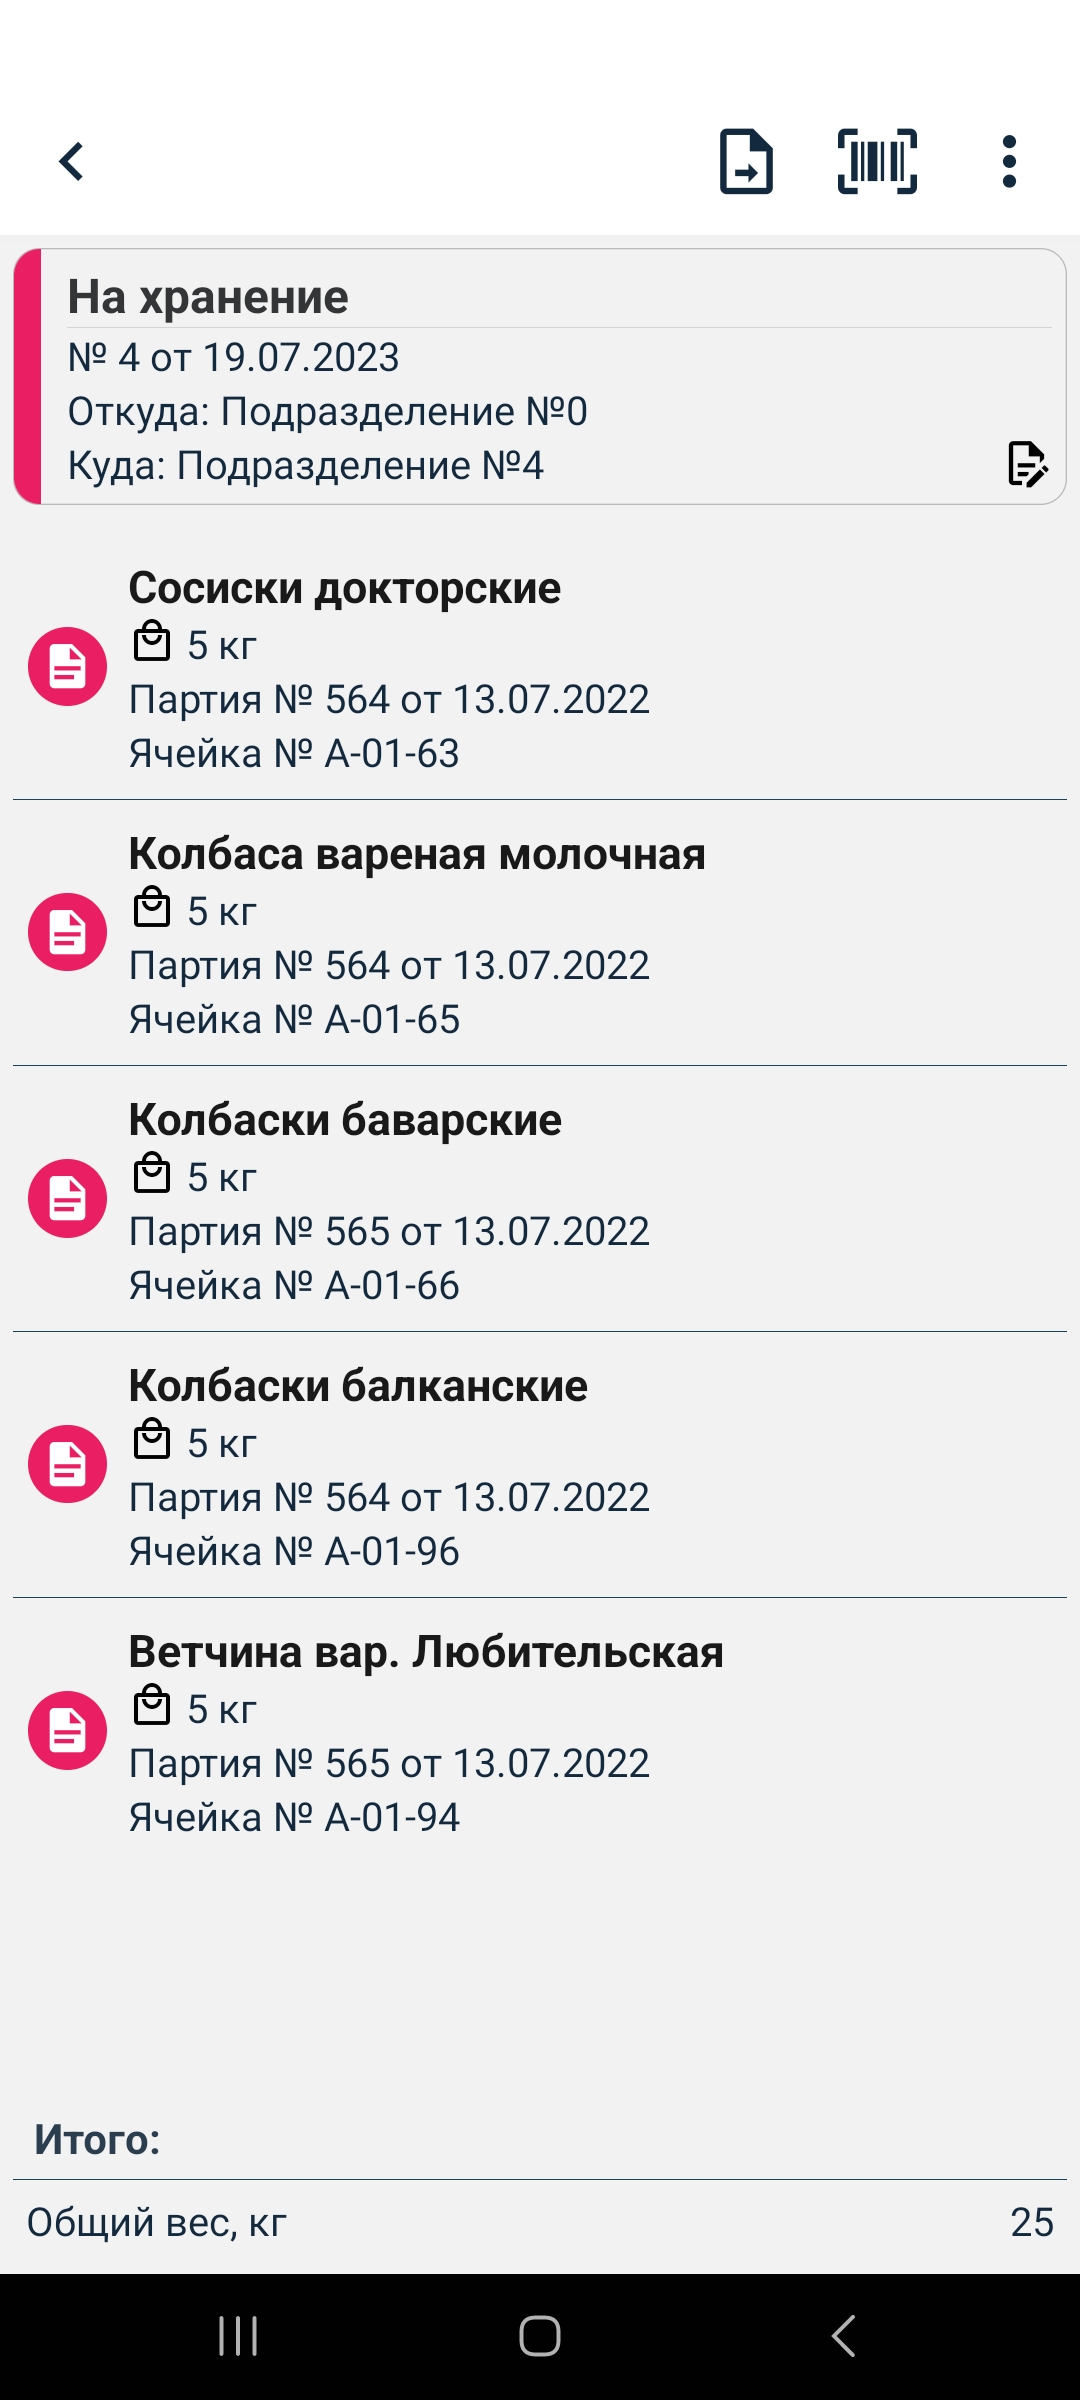 На хранение
№ 4 от 19.07.2023
Откуда: Подразделение №0
Куда: Подразделение №4
Сосиски докторские
5 кг
Партия № 564 от 13.07.2022
Ячейка № A-01-63
Колбаса вареная молочная
5 кг
Партия № 564 от 13.07.2022
Ячейка № A-01-65
Колбаски баварские
5 кг
Партия № 565 от 13.07.2022
Ячейка № A-01-66
Колбаски балканские
5 кг
Партия № 564 от 13.07.2022
Ячейка № A-01-96
Ветчина вар. Любительская
5 кг
Партия № 565 от 13.07.2022
Ячейка № A-01-94
Итого:
Общий вес, кг 25